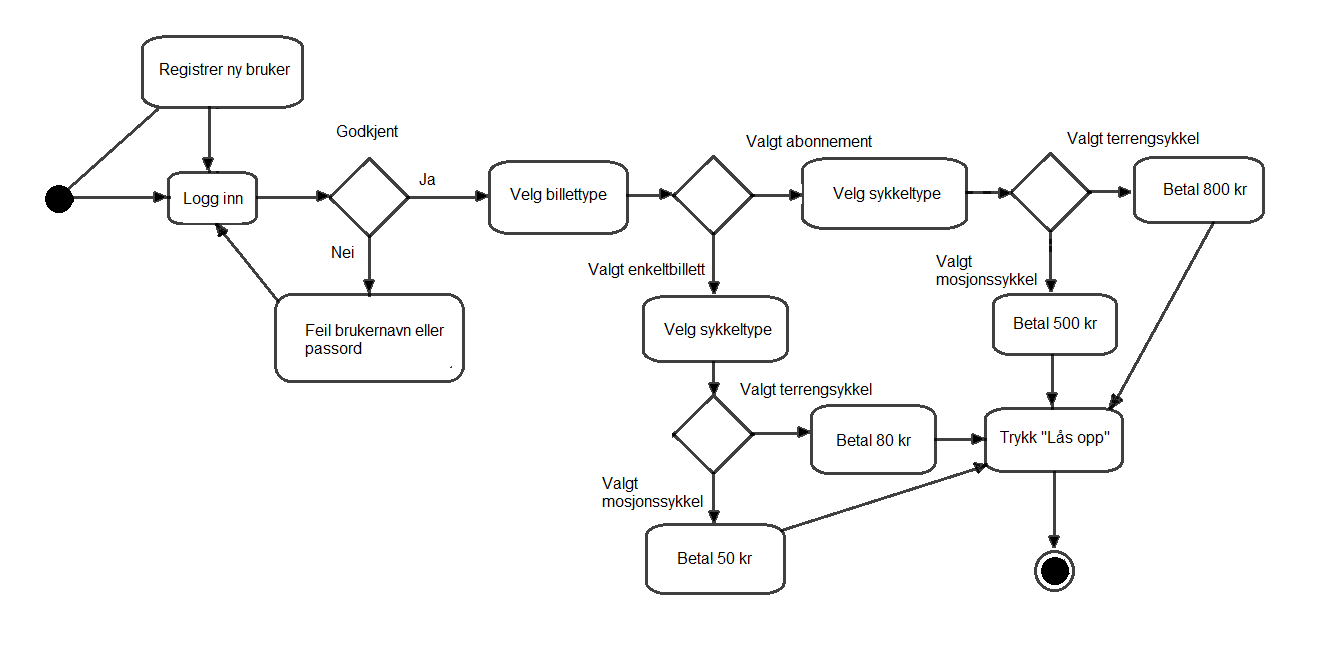 Registrer ny bruker
Godkjent
Valgt abonnement
Valgt terrengsykkel
Ja
Logg inn
Velg billettype
Velg sykkeltype
Betal 800 kr
Nei
Valgt enkeltbillett
Valgt
mosjonssykkel
Feil brukernavn eller
passord
.
Velg sykkeltype
Betal 500 kr
Valgt terrengsykkel
Betal 80 kr
Trykk "Lås opp"
Valgt
mosjonssykkel
Betal 50 kr